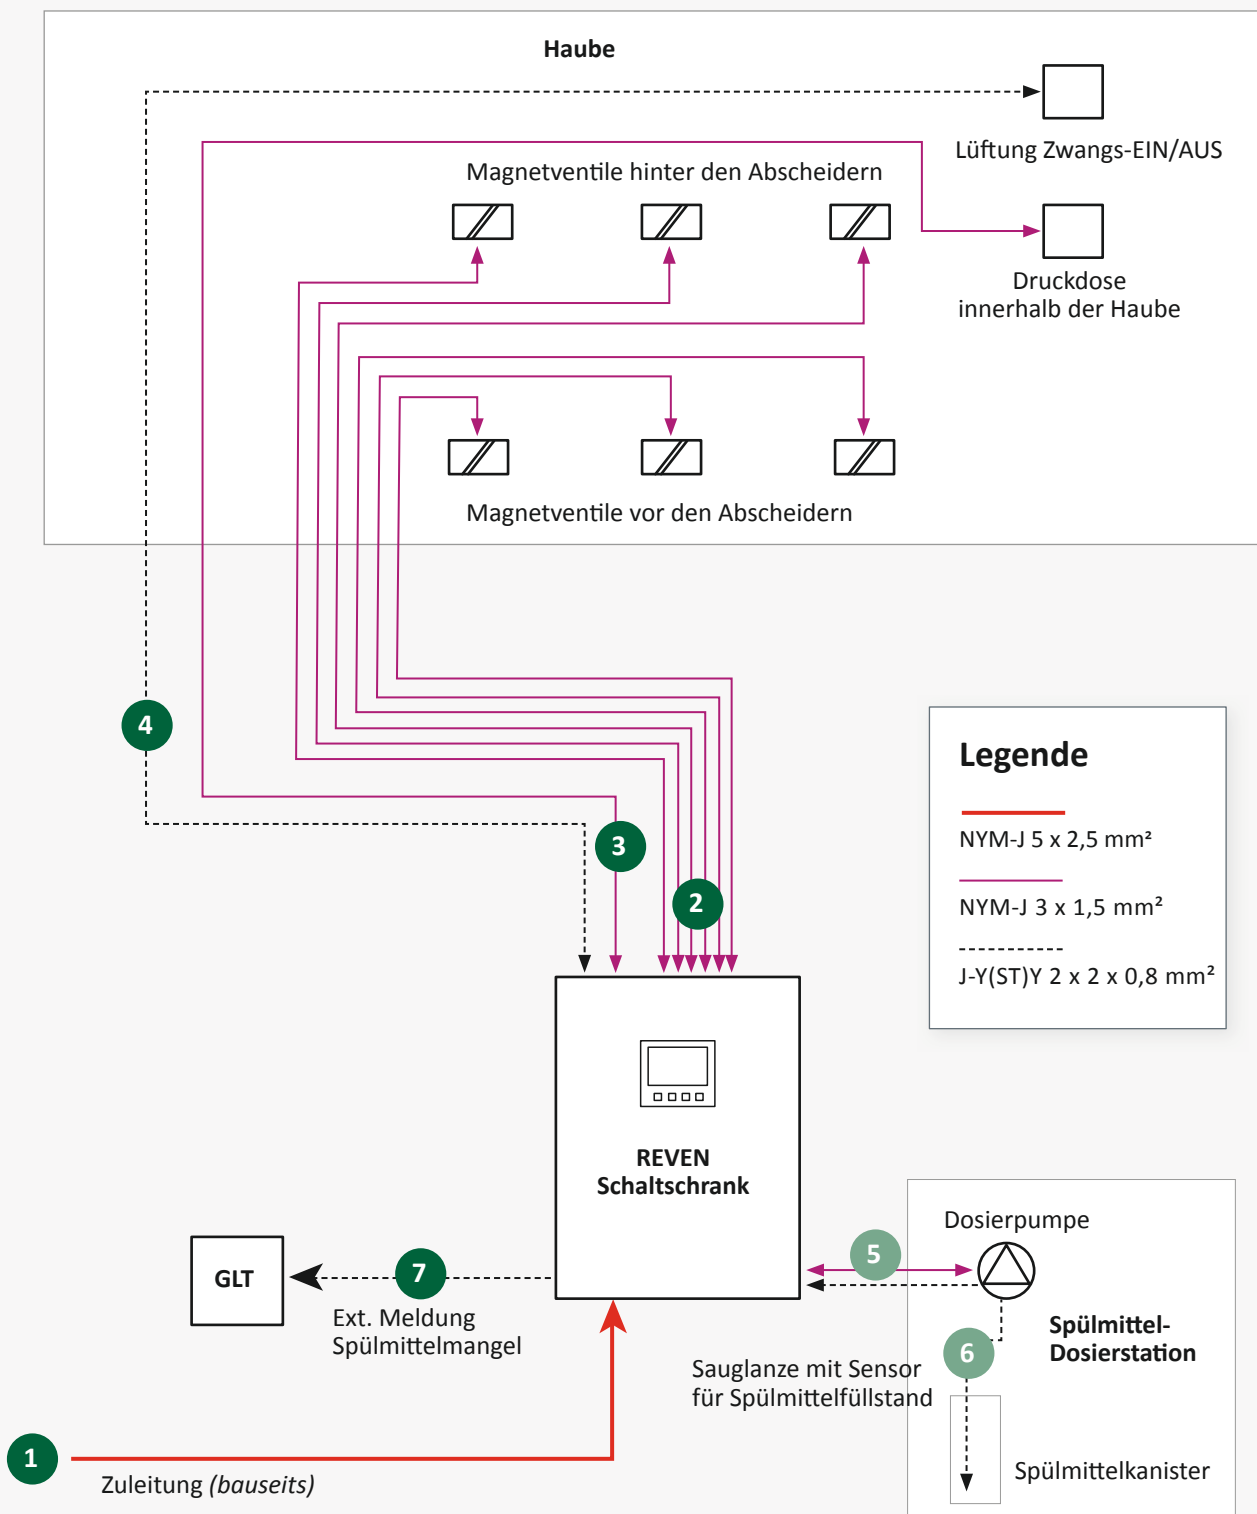 Haube
Lüftung Zwangs-EIN/AUS
Magnetventile hinter den Abscheidern
Druckdose
innerhalb der Haube
Magnetventile vor den Abscheidern
4
3
2
Legende
NYM-J 5 x 2,5 mm²
NYM-J 3 x 1,5 mm²
J-Y(ST)Y 2 x 2 x 0,8 mm²
REVEN
Schaltschrank
GLT
7
Ext. Meldung
Spülmittelmangel
5
Dosierpumpe
Spülmittel-
Dosierstation
6
Sauglanze mit Sensor
für Spülmittelfüllstand
Spülmittelkanister
1
Zuleitung (bauseits)